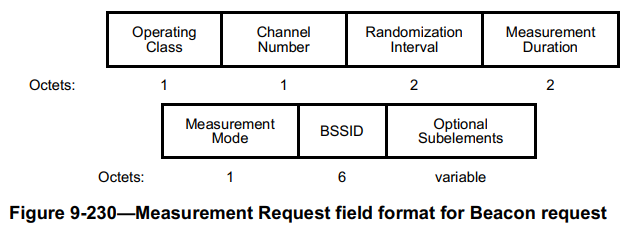 Operating Class
Channel Number
Randomization Interval
Measurement Duration
Octets: 1 1 2 2
Measurement Mode
BSSID
Optional Subelements
Octets: 1 6 variable
Figure 9-230—Measurement Request field format for Beacon request